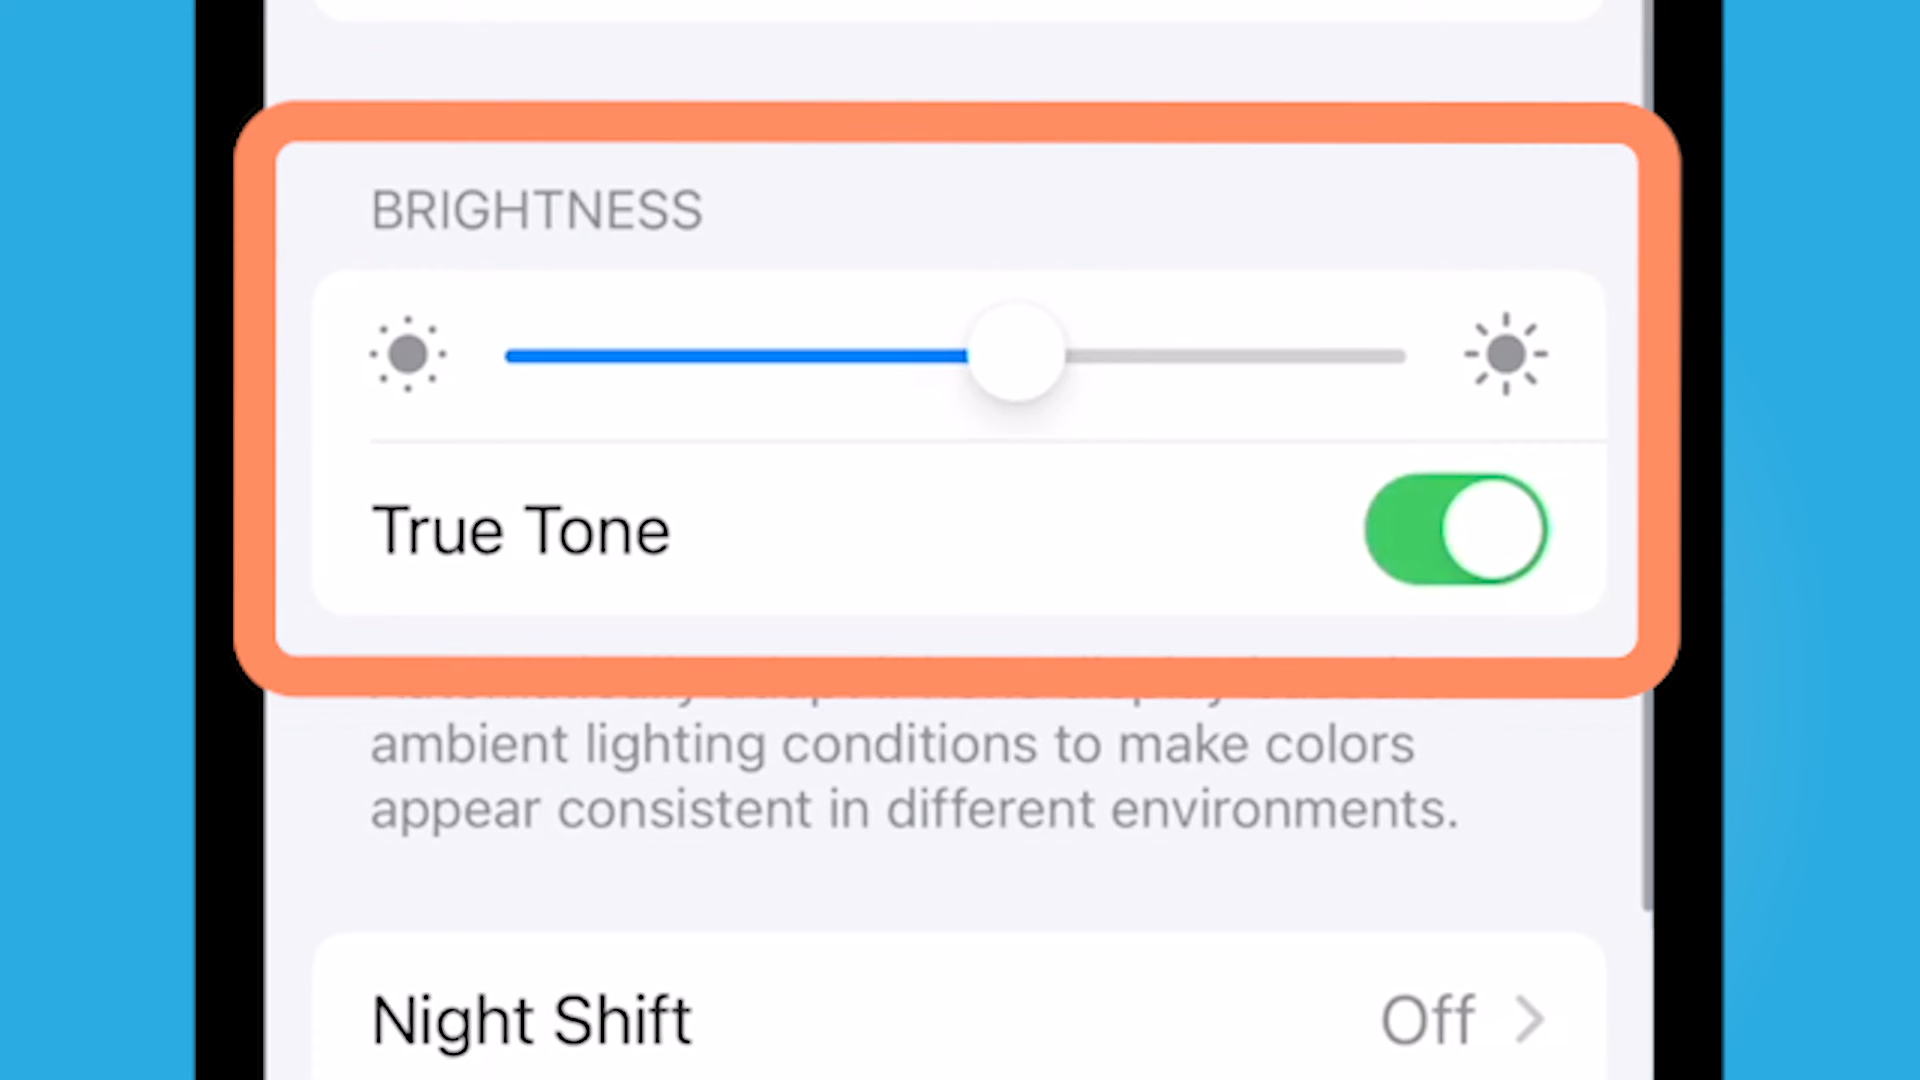 BRIGHTNESS
True Tone
ambient lighting conditions to make colors
appear consistent in different environments.
Night Shift
Off